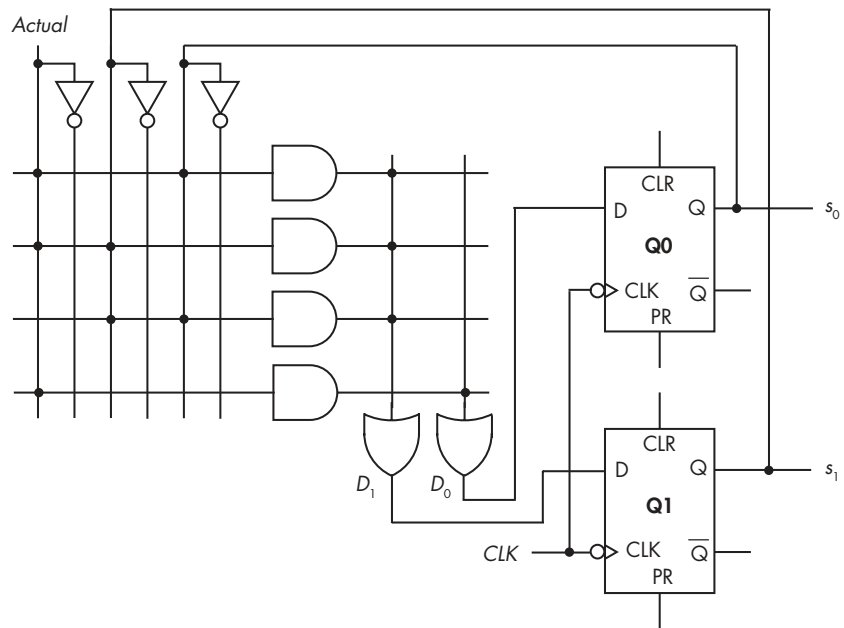 Actual
CLR
D
Q
s₀
Q0
CLK
Q̅
PR
CLR
D₁
D₀
D
Q
s₁
Q1
CLK
CLK
Q̅
PR